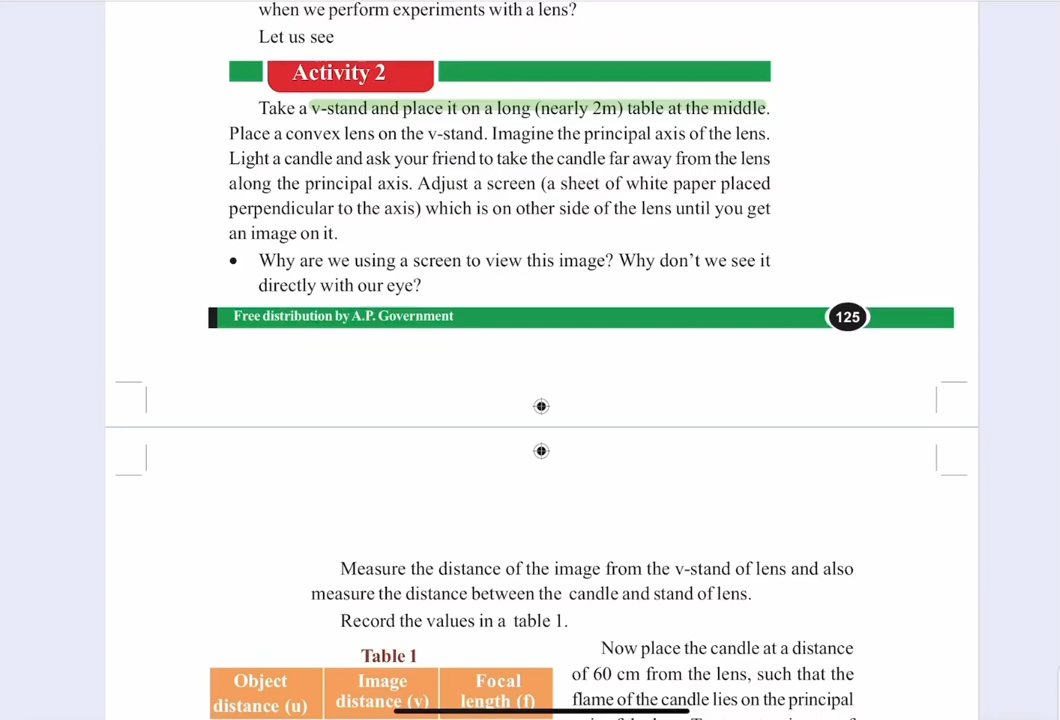 when we perform experiments with a lens?
Let us see
Activity 2
Take a v-stand and place it on a long (nearly 2m) table at the middle.
Place a convex lens on the v-stand. Imagine the principal axis of the lens.
Light a candle and ask your friend to take the candle far away from the lens
along the principal axis. Adjust a screen (a sheet of white paper placed
perpendicular to the axis) which is on other side of the lens until you get
an image on it.
• Why are we using a screen to view this image? Why don’t we see it
directly with our eye?
Free distribution by A.P. Government
125
Measure the distance of the image from the v-stand of lens and also
measure the distance between the candle and stand of lens.
Record the values in a table 1.
Table 1
Object
distance (u)
Image
distance (v)
Focal
length (f)
Now place the candle at a distance
of 60 cm from the lens, such that the
flame of the candle lies on the principal